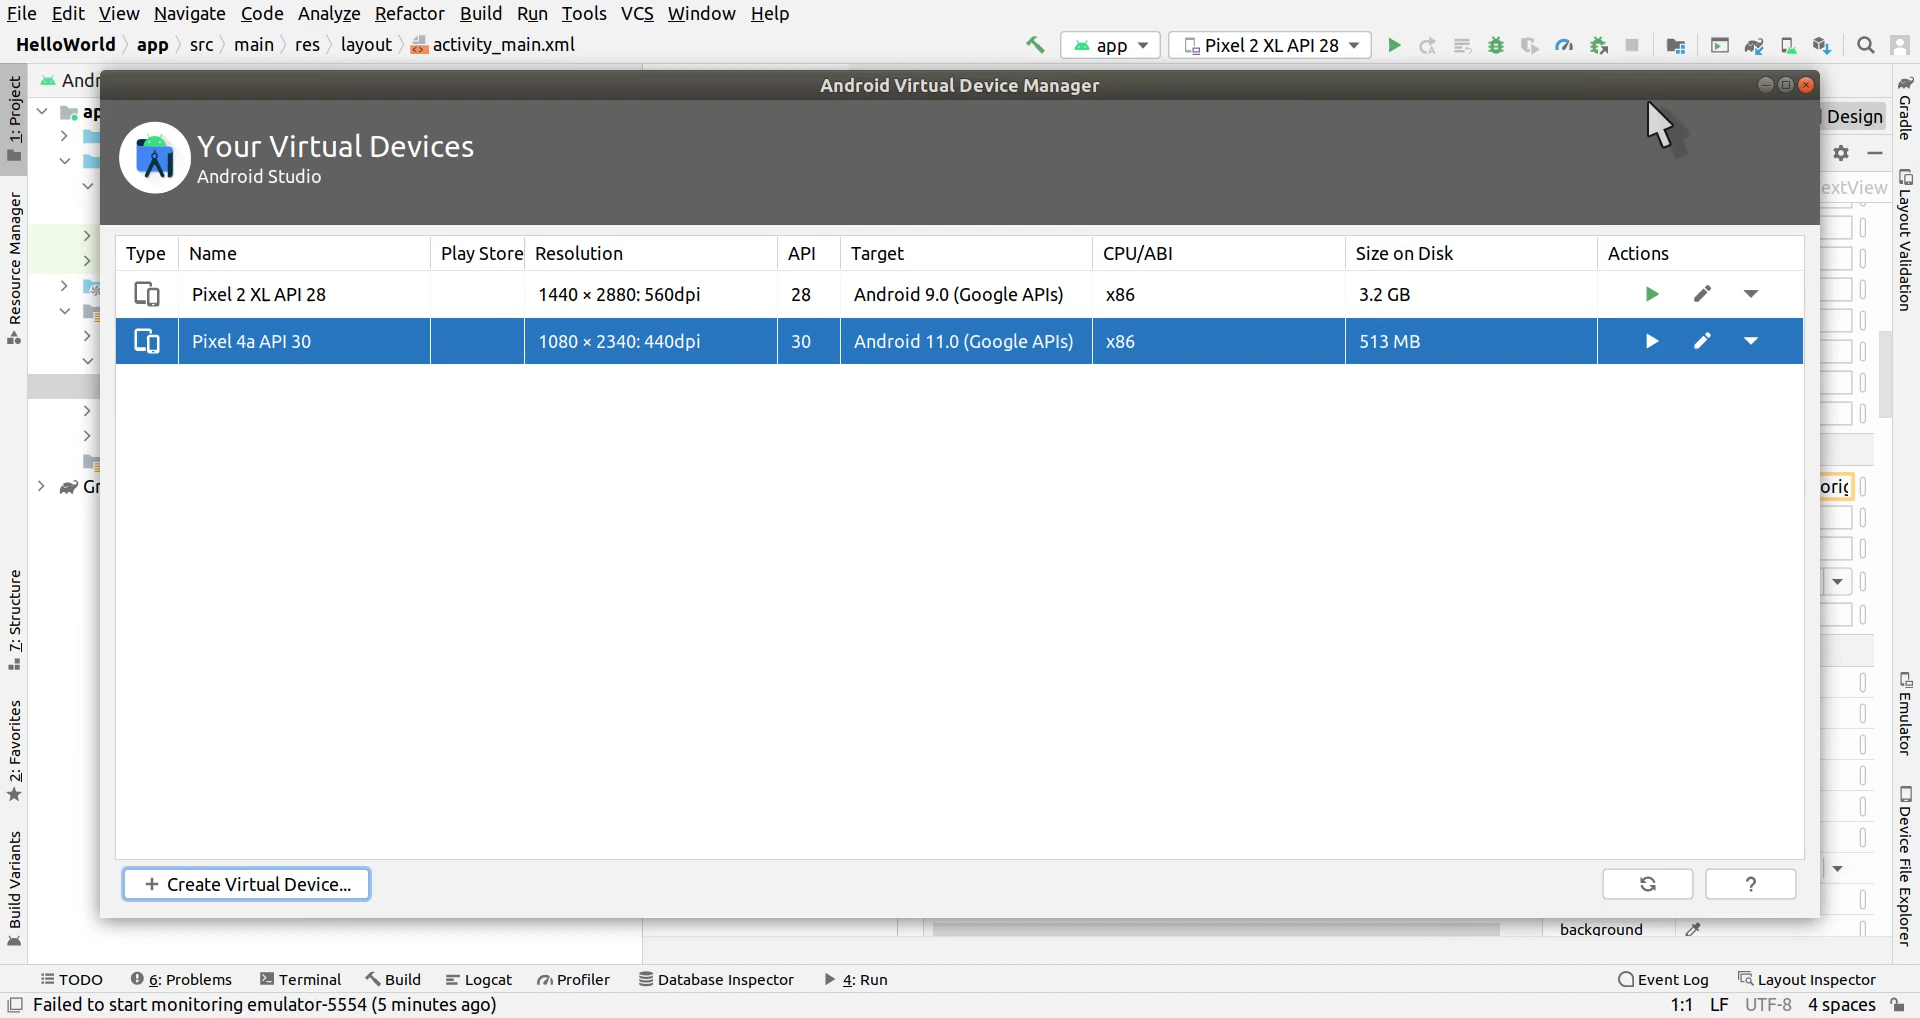 File Edit View Navigate Code Analyze Refactor Build Run Tools VCS Window Help
HelloWorld app src main res layout activity_main.xml app Pixel 2 XL API 28
Andr
Android Virtual Device Manager
1: Project
ap
Your Virtual Devices
Android Studio
Design
Gradle
extView
Layout Validation
Resource Manager
Type Name Play Store Resolution API Target CPU/ABI Size on Disk Actions
Pixel 2 XL API 28 1440 × 2880: 560dpi 28 Android 9.0 (Google APIs) x86 3.2 GB
Pixel 4a API 30 1080 × 2340: 440dpi 30 Android 11.0 (Google APIs) x86 513 MB
Gr
orig
7: Structure
2: Favorites
Build Variants
Emulator
Device File Explorer
+ Create Virtual Device... ?
background
TODO 6: Problems Terminal Build Logcat Profiler Database Inspector 4: Run Event Log Layout Inspector
Failed to start monitoring emulator-5554 (5 minutes ago) 1:1 LF UTF-8 4 spaces